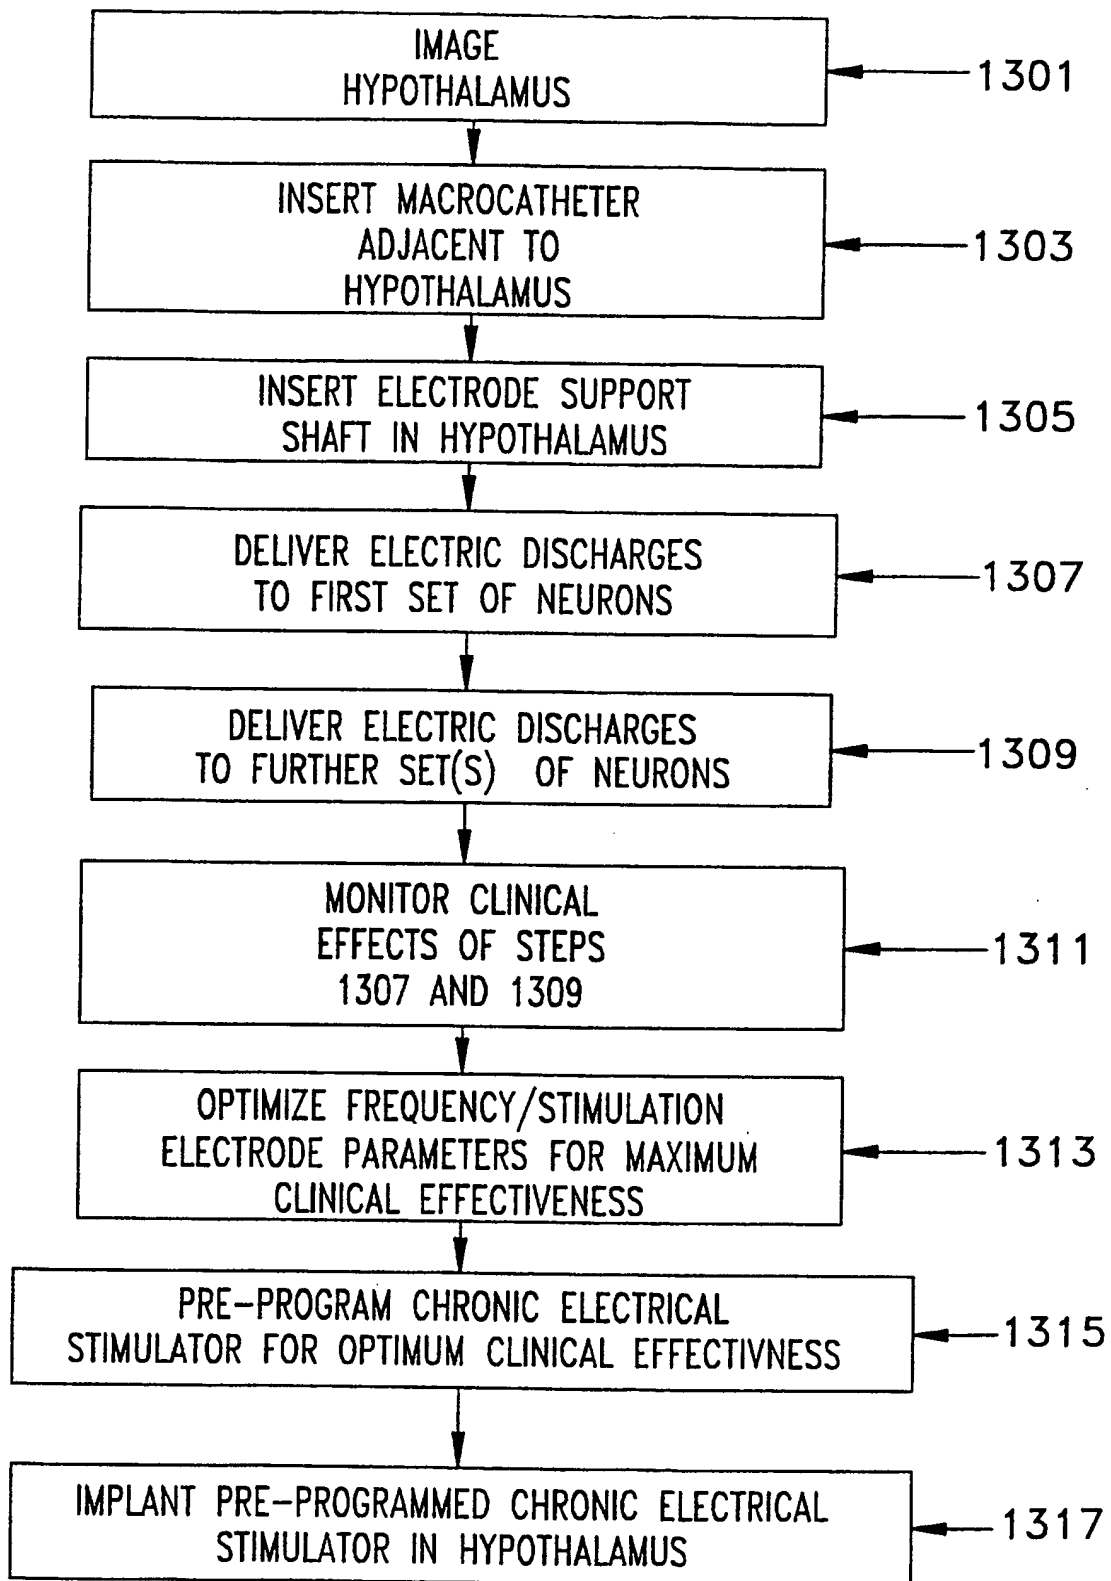 IMAGE
HYPOTHALAMUS
1301
INSERT MACROCATHETER
ADJACENT TO
HYPOTHALAMUS
1303
INSERT ELECTRODE SUPPORT
SHAFT IN HYPOTHALAMUS
1305
DELIVER ELECTRIC DISCHARGES
TO FIRST SET OF NEURONS
1307
DELIVER ELECTRIC DISCHARGES
TO FURTHER SET(S) OF NEURONS
1309
MONITOR CLINICAL
EFFECTS OF STEPS
1307 AND 1309
1311
OPTIMIZE FREQUENCY/STIMULATION
ELECTRODE PARAMETERS FOR MAXIMUM
CLINICAL EFFECTIVENESS
1313
PRE-PROGRAM CHRONIC ELECTRICAL
STIMULATOR FOR OPTIMUM CLINICAL EFFECTIVNESS
1315
IMPLANT PRE-PROGRAMMED CHRONIC ELECTRICAL
STIMULATOR IN HYPOTHALAMUS
1317